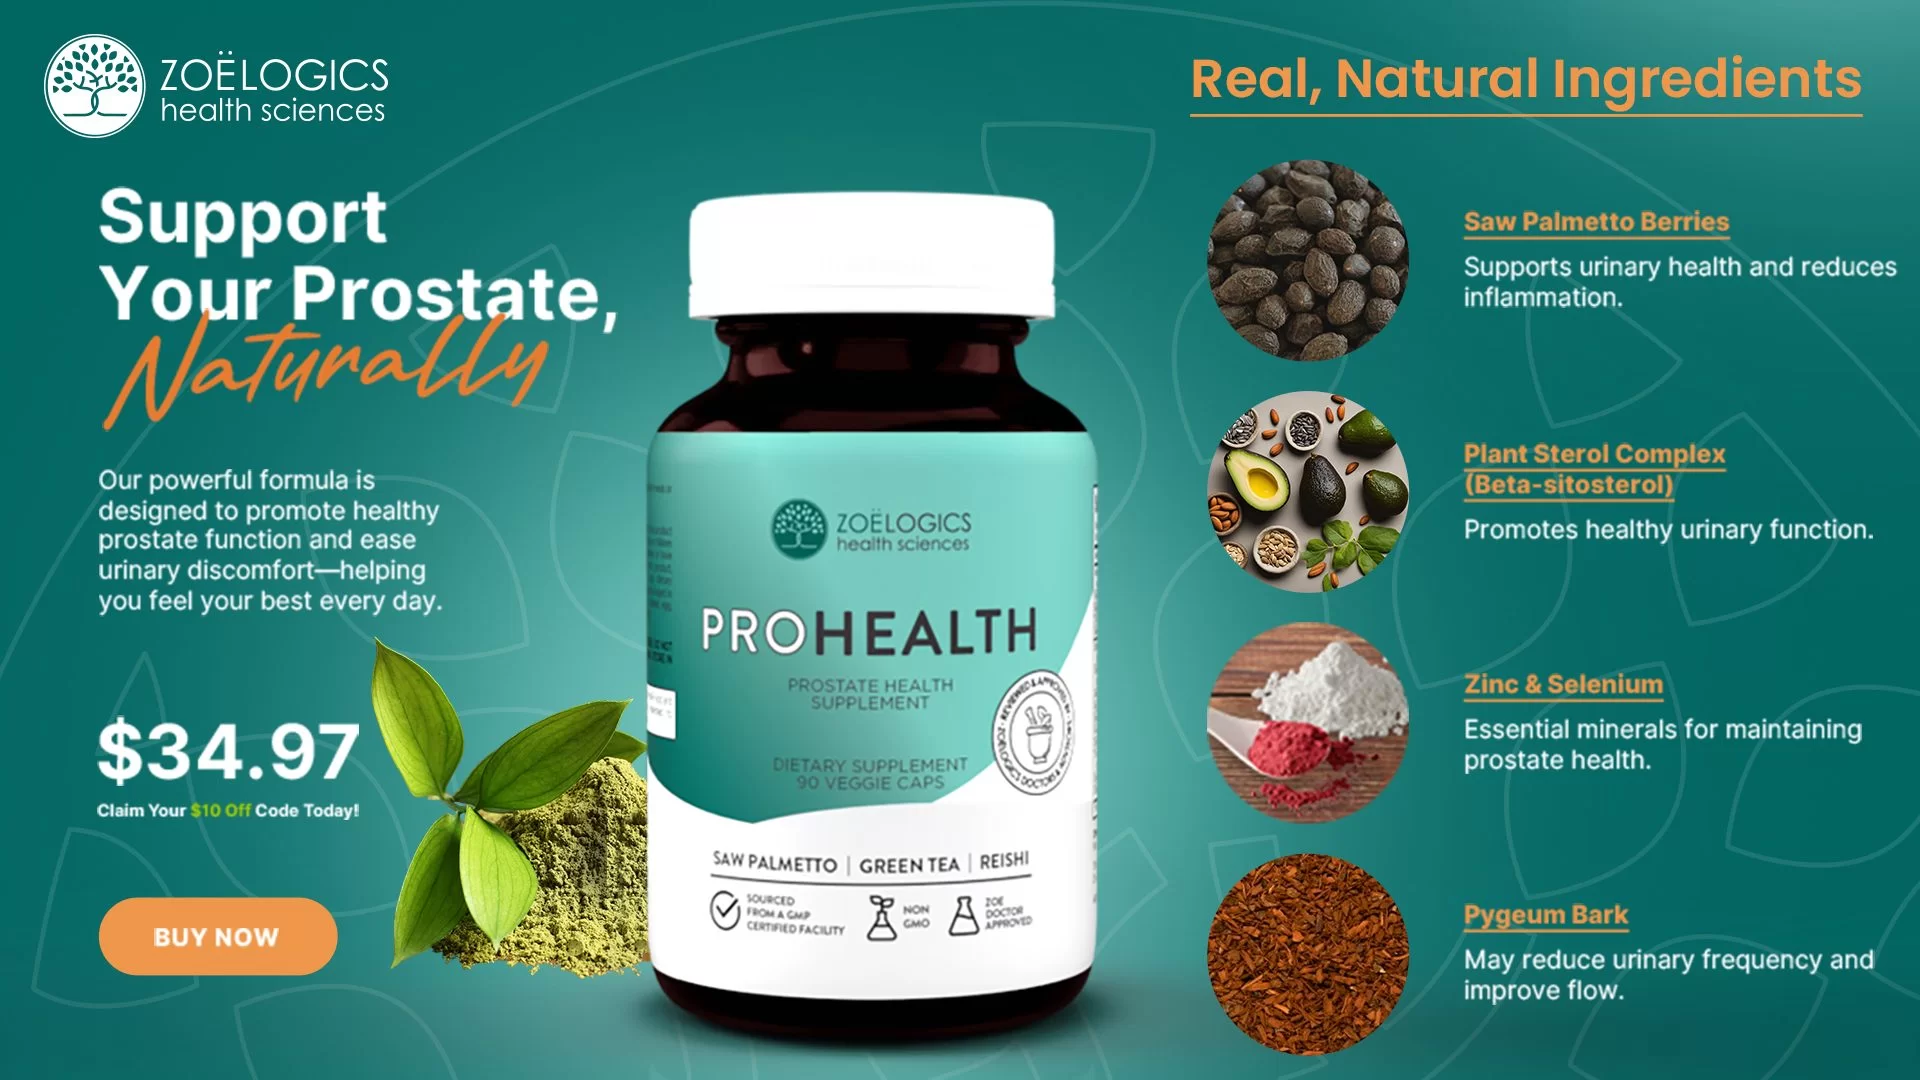 ZOËLOGICS
health sciences
Support
Your Prostate,
Naturally
Our powerful formula is
designed to promote healthy
prostate function and ease
urinary discomfort—helping
you feel your best every day.
$34.97
Claim Your $10 Off Code Today!
BUY NOW
ZOËLOGICS
health sciences
PROHEALTH
PROSTATE HEALTH
SUPPLEMENT
REVIEWED & APPROVED BY
ZOËLOGICS DOCTORS &
DIETARY SUPPLEMENT
90 VEGGIE CAPS
SAW PALMETTO | GREEN TEA | REISHI
SOURCED
FROM A GMP
CERTIFIED FACILITY
NON
GMO
ZOE
DOCTOR
APPROVED
Real, Natural Ingredients
Saw Palmetto Berries
Supports urinary health and reduces
inflammation.
Plant Sterol Complex
(Beta-sitosterol)
Promotes healthy urinary function.
Zinc & Selenium
Essential minerals for maintaining
prostate health.
Pygeum Bark
May reduce urinary frequency and
improve flow.